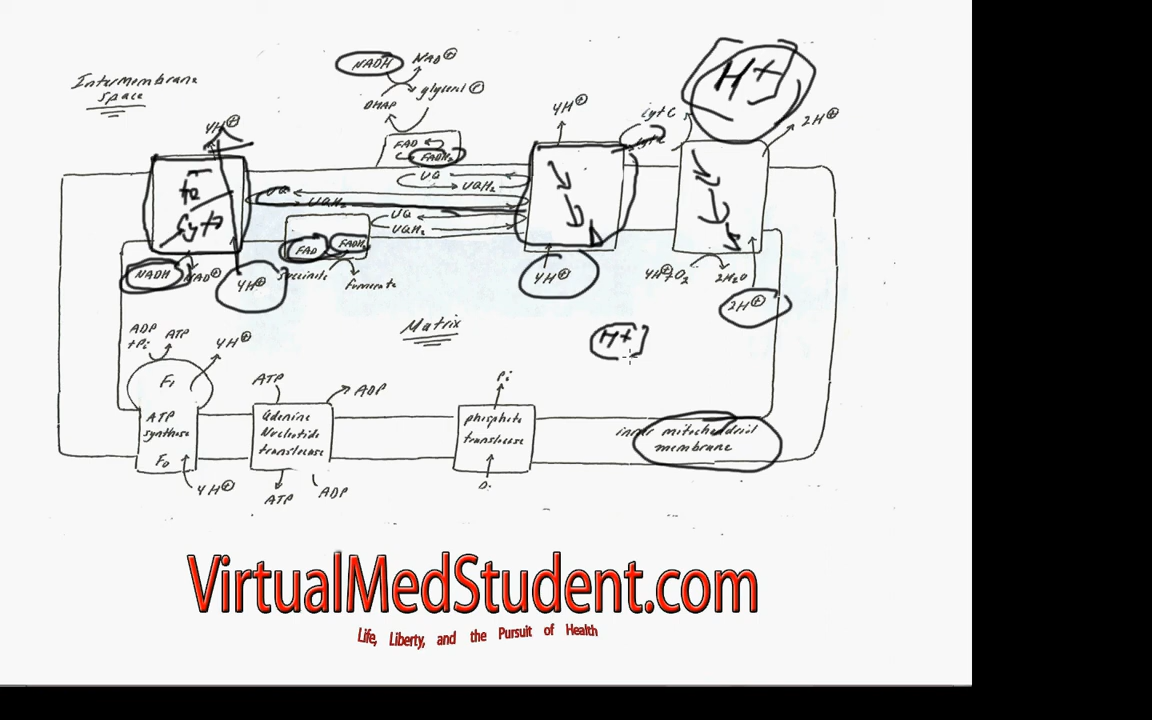 Intermembrane
space
NADH
NAD⊕
glycerol
DHAP
FAD
FADH₂
UQ
UQH₂
4H⊕
4H⊕
cyt C
H+
2H⊕
UQ
UQH₂
UQ
UQH₂
FAD
FADH₂
succinate
fumarate
NADH
NAD⊕
4H⊕
4H⊕
2H₂O
2H⊕
Matrix
H+
ADP
+Pi
ATP
4H⊕
F₁
ATP
synthase
F₀
4H⊕
ATP
ADP
Adenine
Nucleotide
translocase
ATP
ADP
Pi
phosphate
translocase
Pi
inner mitochondrial
membrane
VirtualMedStudent.com
Life, Liberty, and the Pursuit of Health